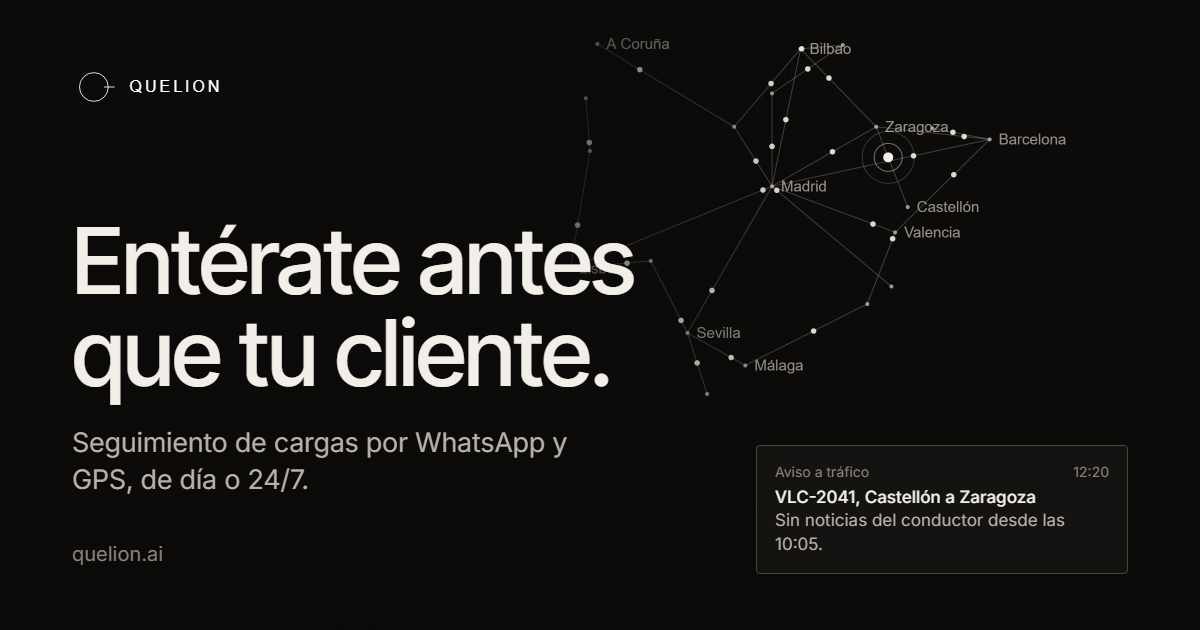 A Coruña
Bilbao
QUELION
Zaragoza
Barcelona
Madrid
Castellón
Valencia
Entérate antes
que tu cliente.
Sevilla
Málaga
Seguimiento de cargas por WhatsApp y
GPS, de día o 24/7.
Aviso a tráfico 12:20
VLC-2041, Castellón a Zaragoza
Sin noticias del conductor desde las
10:05.
quelion.ai